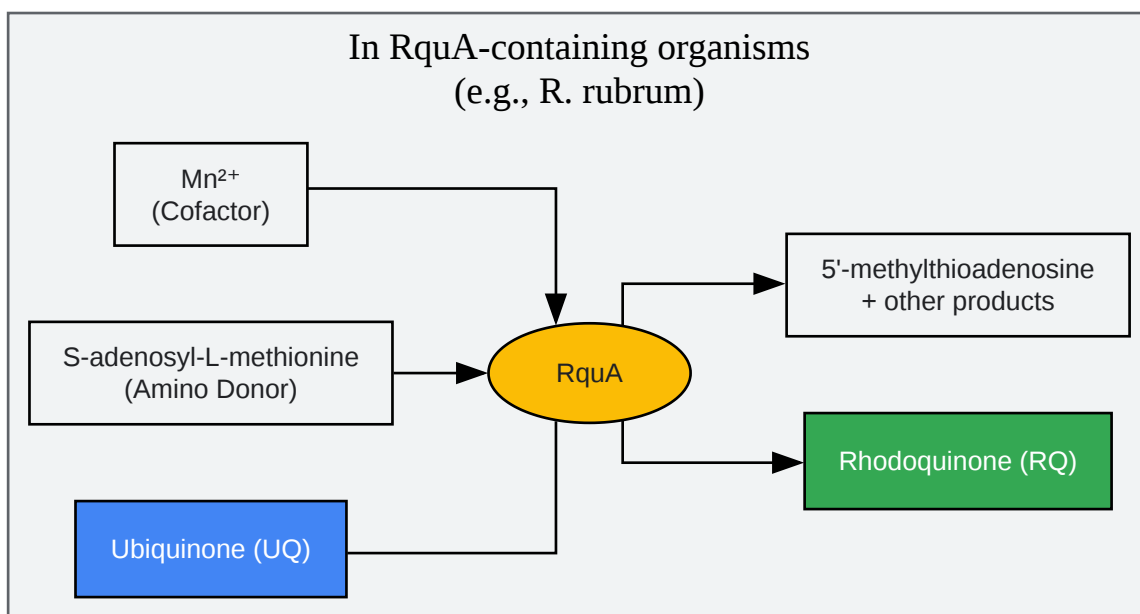 In RquA-containing organisms
(e.g., R. rubrum)
Mn²⁺
(Cofactor)
5'-methylthioadenosine
+ other products
S-adenosyl-L-methionine
(Amino Donor)
RquA
Rhodoquinone (RQ)
Ubiquinone (UQ)